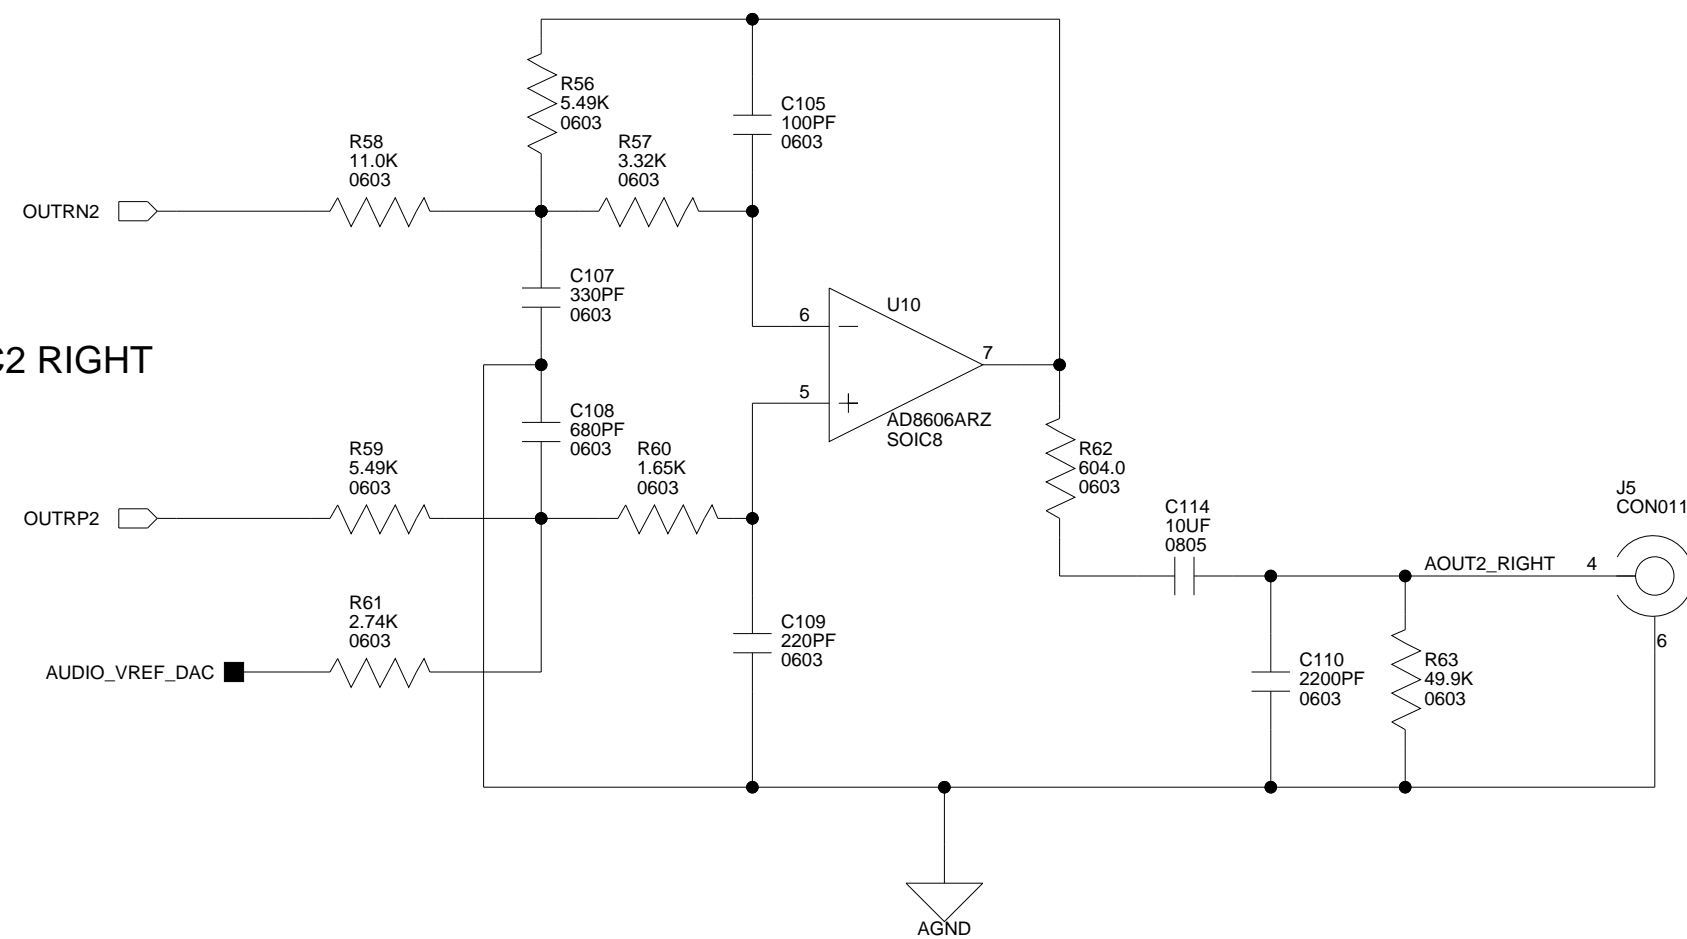 R56
5.49K
0603
C105
100PF
0603
R58
11.0K
0603
R57
3.32K
0603
OUTRN2
C107
330PF
0603
U10
6
7
5
C2 RIGHT
C108
680PF
0603
AD8606ARZ
SOIC8
R59
5.49K
0603
R60
1.65K
0603
R62
604.0
0603
OUTRP2
C114
10UF
0805
J5
CON011
AOUT2_RIGHT
4
6
R61
2.74K
0603
AUDIO_VREF_DAC
C109
220PF
0603
C110
2200PF
0603
R63
49.9K
0603
AGND